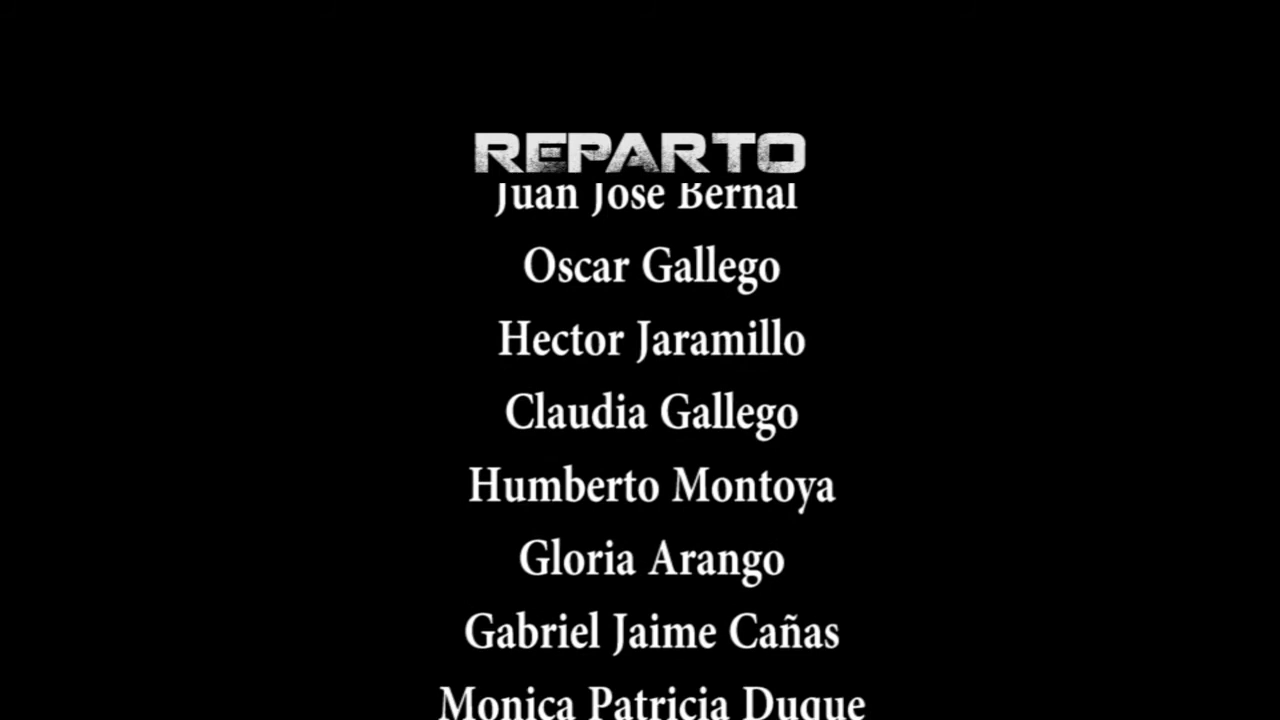 REPARTO
Juan Jose Bernal
Oscar Gallego
Hector Jaramillo
Claudia Gallego
Humberto Montoya
Gloria Arango
Gabriel Jaime Cañas
Monica Patricia Duque